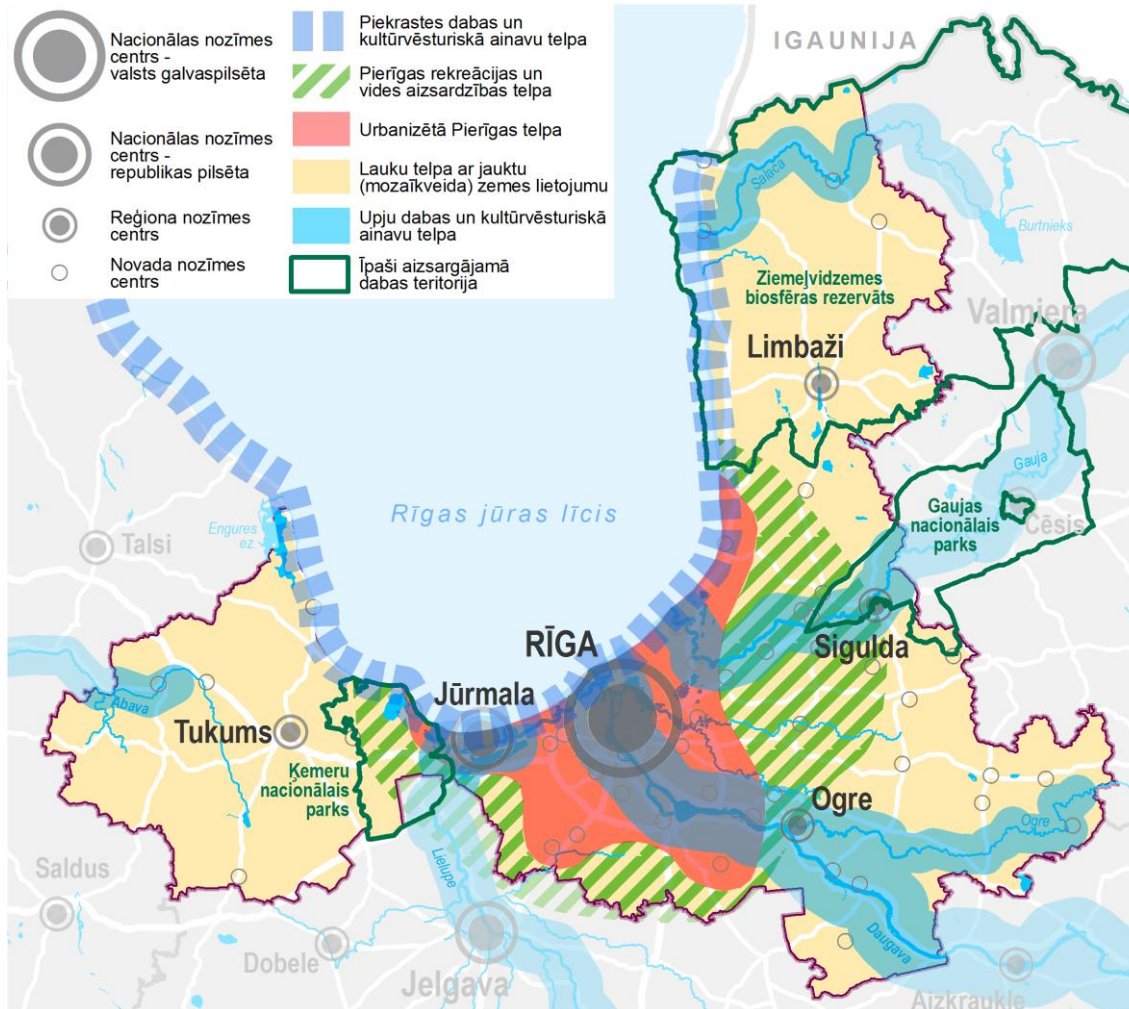 Nacionālas nozīmes
centrs -
valsts galvaspilsēta
Nacionālas nozīmes
centrs -
republikas pilsēta
Reģiona nozīmes
centrs
Novada nozīmes
centrs
Piekrastes dabas un
kultūrvēsturiskā ainavu telpa
Pierīgas rekreācijas un
vides aizsardzības telpa
Urbanizētā Pierīgas telpa
Lauku telpa ar jauktu
(mozaīkveida) zemes lietojumu
Upju dabas un kultūrvēsturiskā
ainavu telpa
Īpaši aizsargājamā
dabas teritorija
IGAUNIJA
Salaca
Burtnieks
Ziemeļvidzemes
biosfēras rezervāts
Valmiera
Limbaži
Gauja
Gaujas
nacionālais
parks
Cēsis
Rīgas jūras līcis
Engures
ez.
Talsi
RĪGA
Sigulda
Jūrmala
Abava
Tukums
Ķemeru
nacionālais
parks
Ogre
Ogre
Lielupe
Saldus
Daugava
Dobele
Jelgava
Aizkraukle